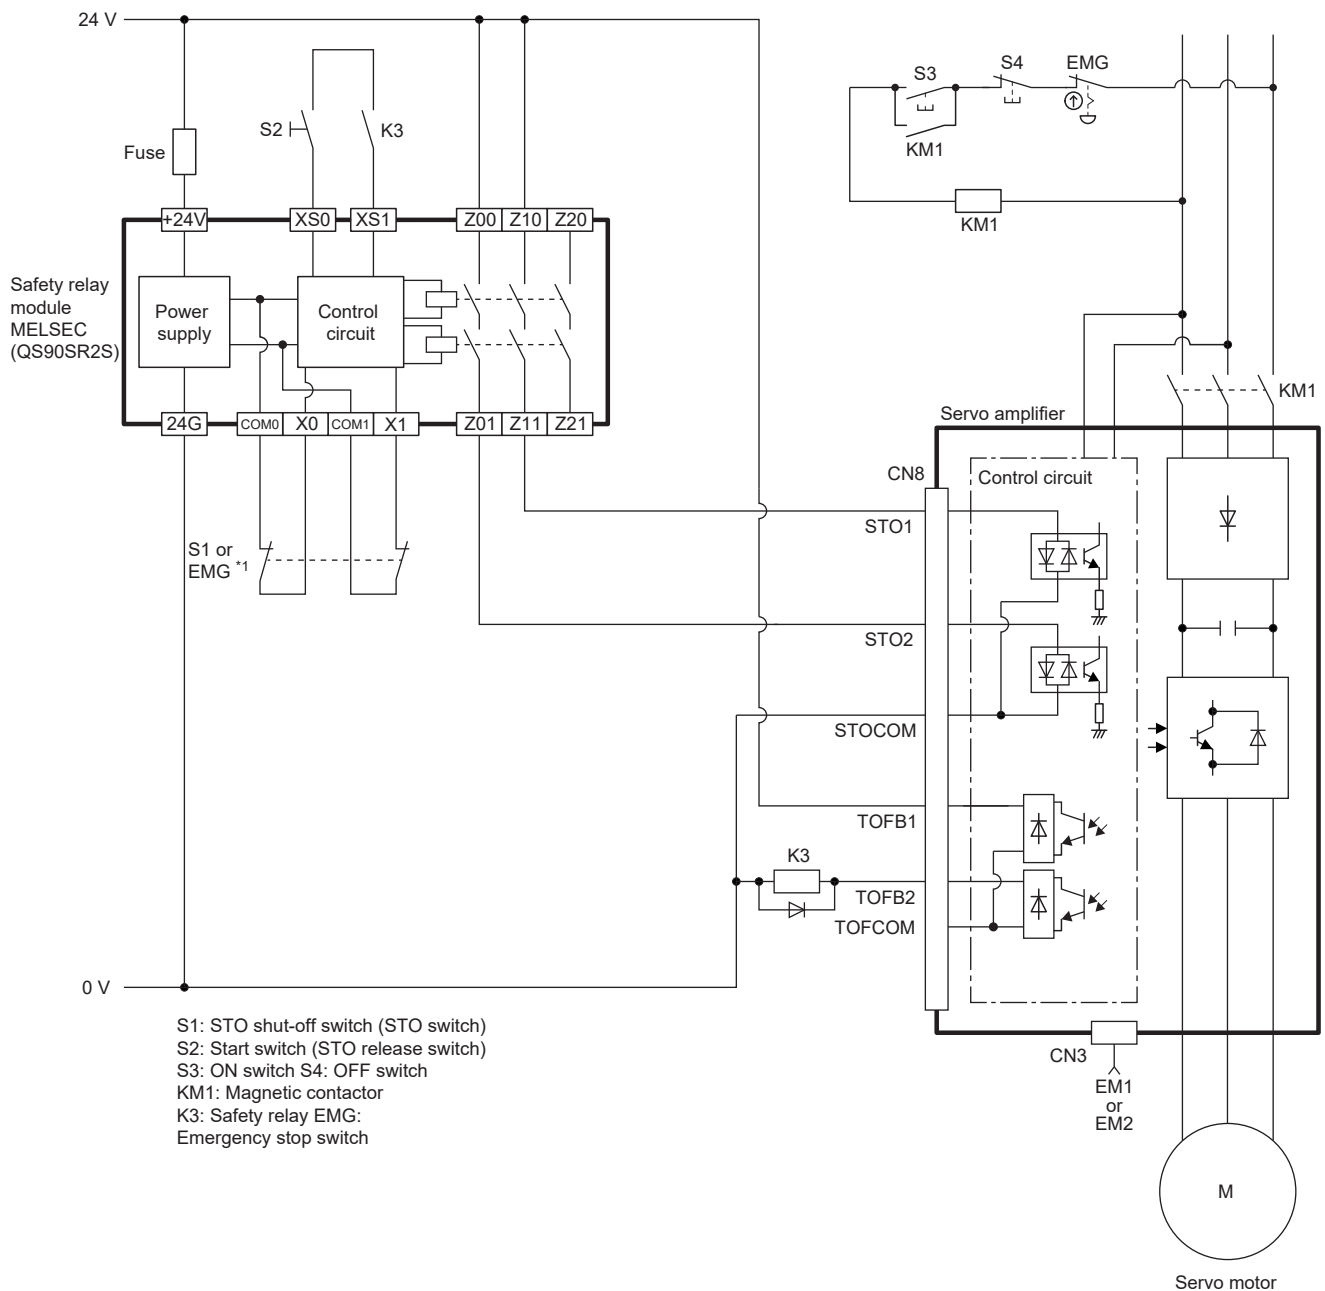 24 V
S3
S4
EMG
S2
K3
Fuse
KM1
KM1
+24V
XS0
XS1
Z00
Z10
Z20
Safety relay
module
MELSEC
(QS90SR2S)
Power
supply
Control
circuit
KM1
24G
COM0
X0
COM1
X1
Z01
Z11
Z21
Servo amplifier
CN8
Control circuit
STO1
S1 or
EMG *1
STO2
STOCOM
TOFB1
K3
TOFB2
TOFCOM
0 V
S1: STO shut-off switch (STO switch)
S2: Start switch (STO release switch)
S3: ON switch S4: OFF switch
KM1: Magnetic contactor
K3: Safety relay EMG:
Emergency stop switch
CN3
EM1
or
EM2
M
Servo motor